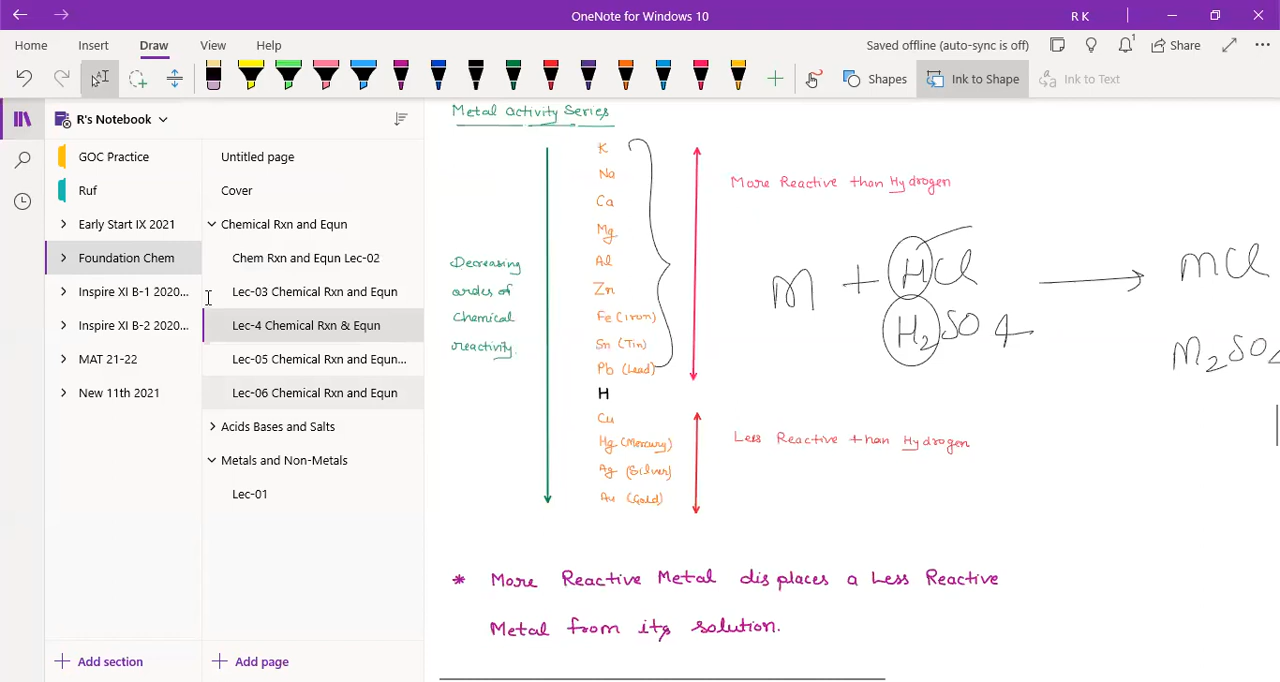 OneNote for Windows 10
R K
Home Insert Draw View Help
Saved offline (auto-sync is off)
Share
Shapes
Ink to Shape
Ink to Text
R's Notebook
GOC Practice
Ruf
Early Start IX 2021
Foundation Chem
Inspire XI B-1 2020...
Inspire XI B-2 2020...
MAT 21-22
New 11th 2021
Add section
Untitled page
Cover
Chemical Rxn and Equn
Chem Rxn and Equn Lec-02
Lec-03 Chemical Rxn and Equn
Lec-4 Chemical Rxn & Equn
Lec-05 Chemical Rxn and Equn...
Lec-06 Chemical Rxn and Equn
Acids Bases and Salts
Metals and Non-Metals
Lec-01
Add page
Metal Activity Series
Decreasing
order of
Chemical
reactivity.
K
Na
Ca
Mg
Al
Zn
Fe (Iron)
Sn (Tin)
Pb (Lead)
H
Cu
Hg (Mercury)
Ag (Silver)
Au (Gold)
More Reactive than Hydrogen
Less Reactive than Hydrogen
M + HCl → MCl
H2SO4 M2SO4
* More Reactive Metal displaces a Less Reactive
Metal from its solution.